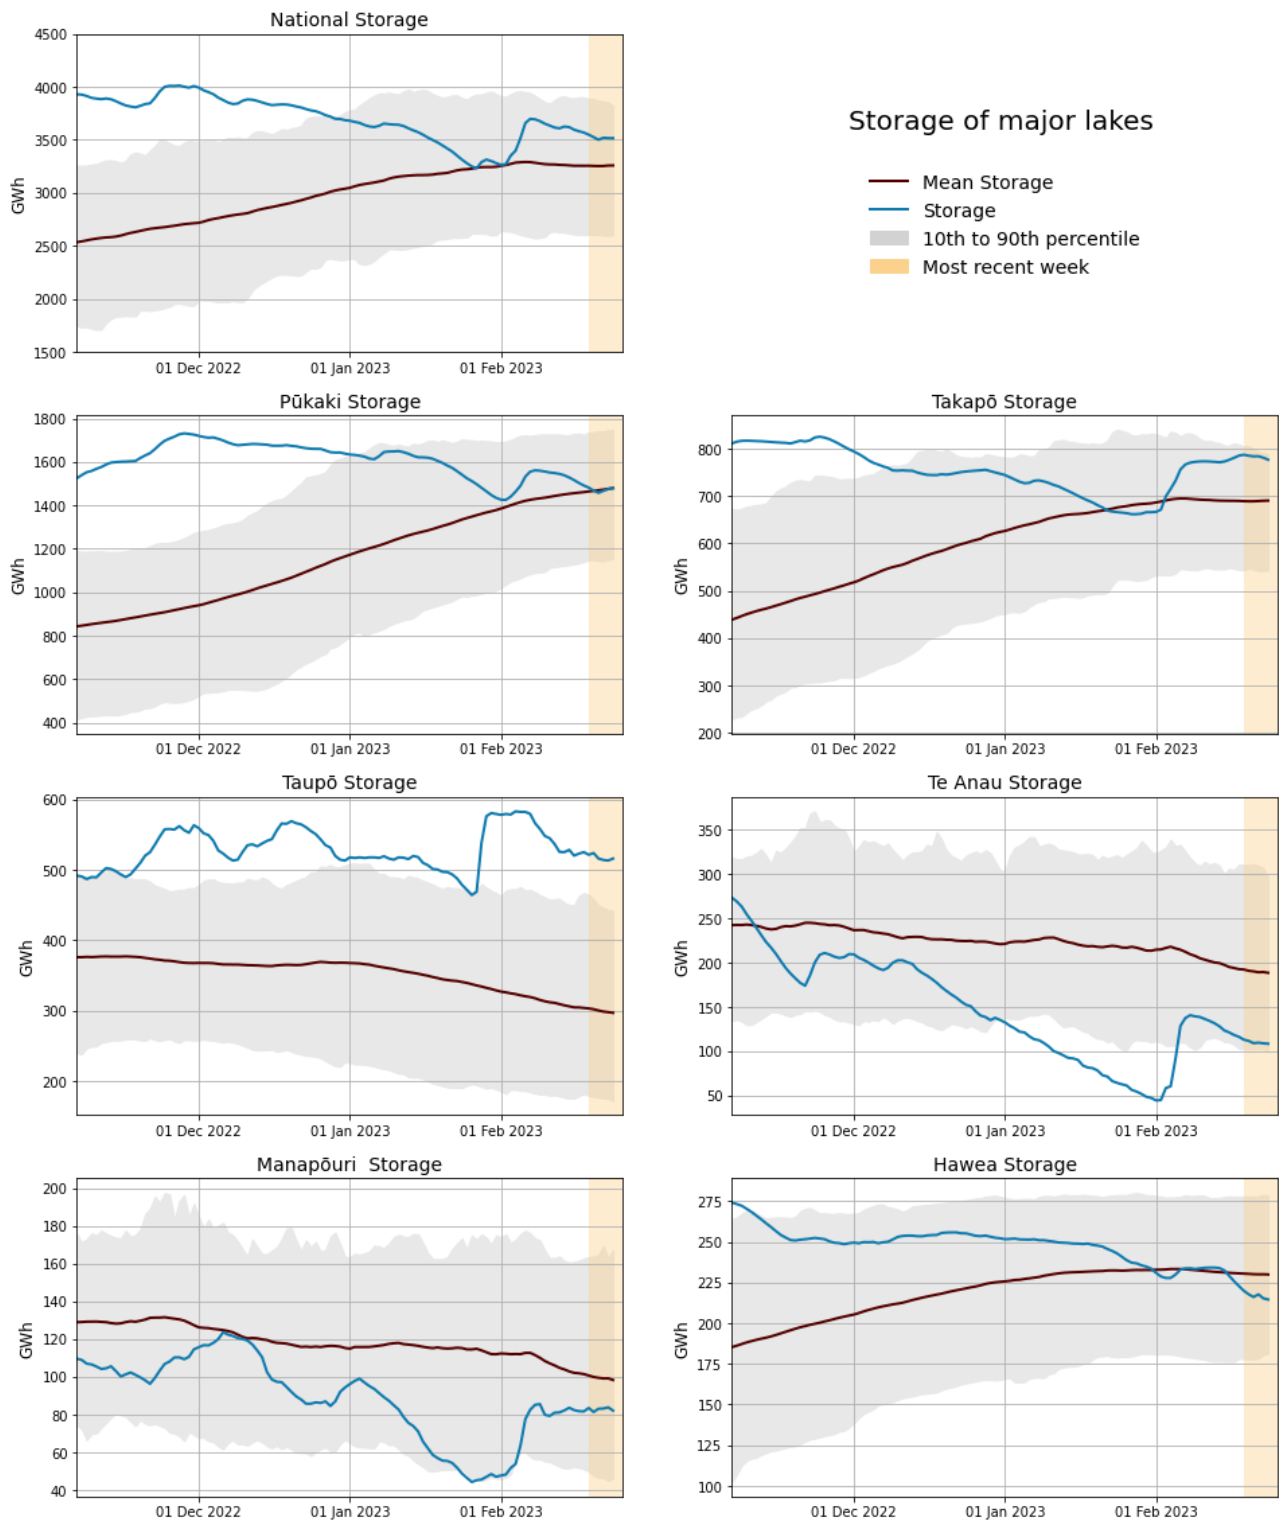 National Storage
4500
4000
3500
3000
2500
2000
1500
GWh
01 Dec 2022
01 Jan 2023
01 Feb 2023
Storage of major lakes
Mean Storage
Storage
10th to 90th percentile
Most recent week
Pūkaki Storage
1800
1600
1400
1200
1000
800
600
400
GWh
01 Dec 2022
01 Jan 2023
01 Feb 2023
Takapō Storage
800
700
600
500
400
300
200
GWh
01 Dec 2022
01 Jan 2023
01 Feb 2023
Taupō Storage
600
500
400
300
200
GWh
01 Dec 2022
01 Jan 2023
01 Feb 2023
Te Anau Storage
350
300
250
200
150
100
50
GWh
01 Dec 2022
01 Jan 2023
01 Feb 2023
Manapōuri  Storage
200
180
160
140
120
100
80
60
40
GWh
01 Dec 2022
01 Jan 2023
01 Feb 2023
Hawea Storage
275
250
225
200
175
150
125
100
GWh
01 Dec 2022
01 Jan 2023
01 Feb 2023